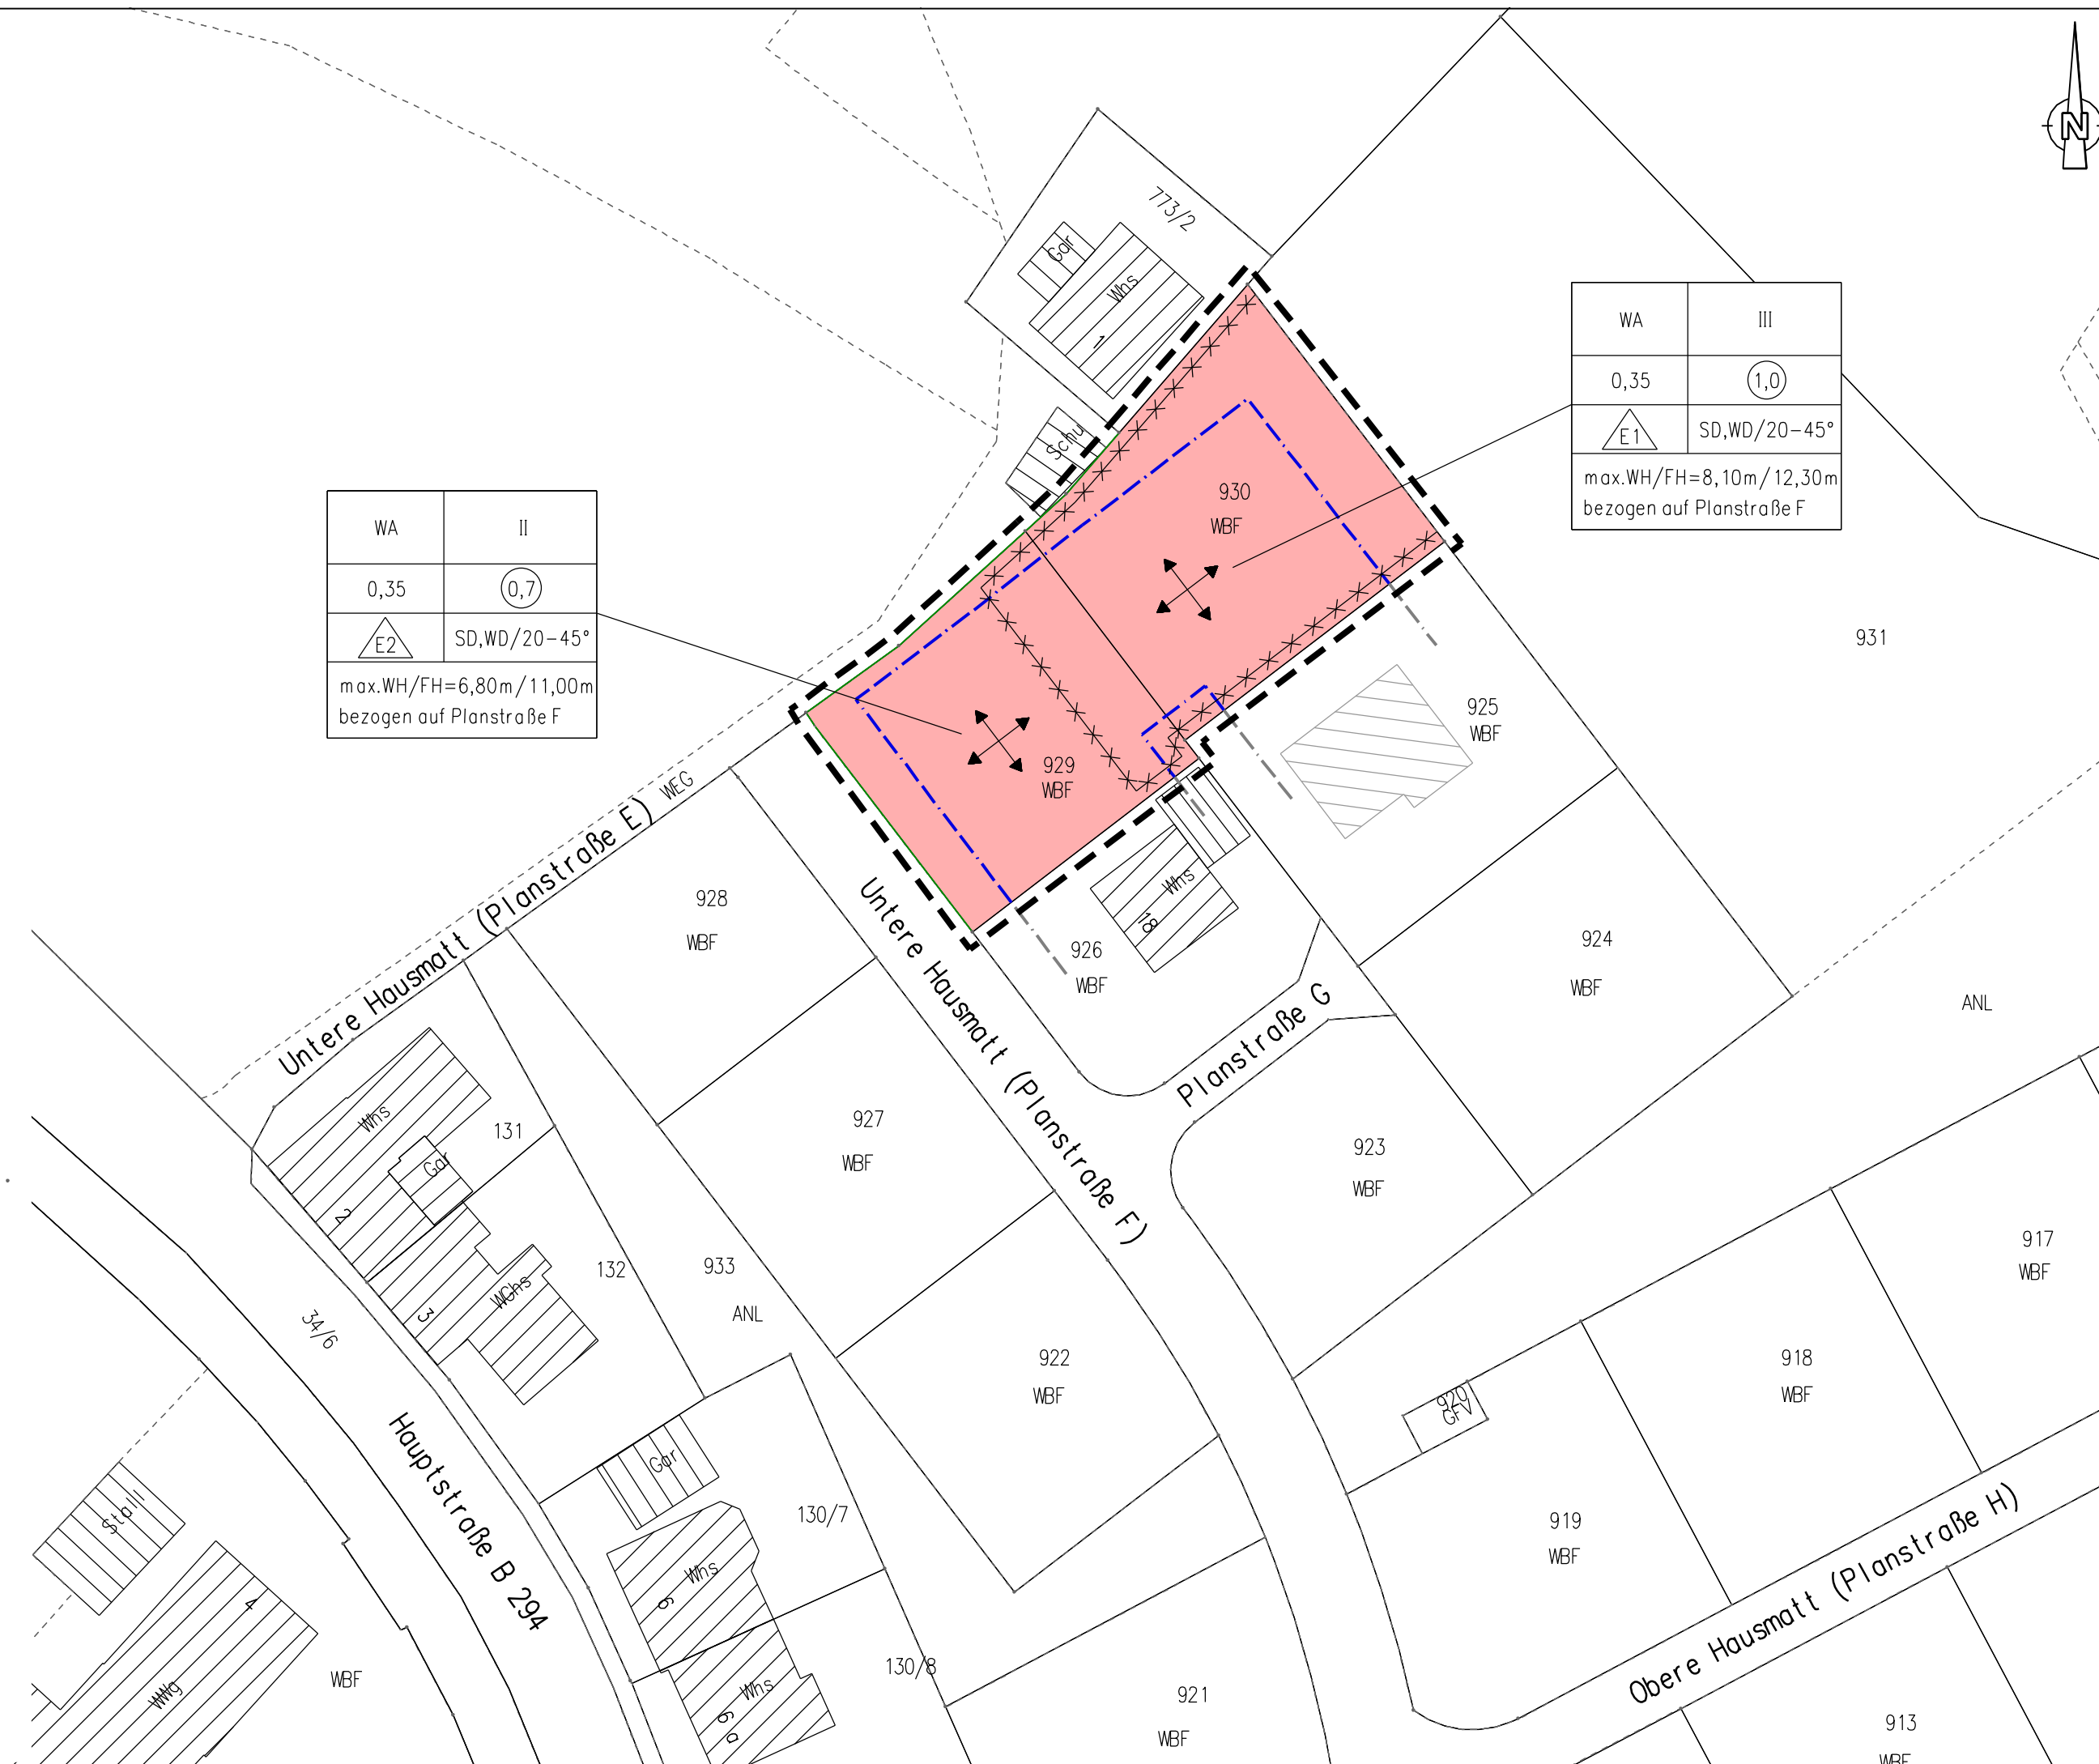 N
773/2
Gar
Whs
1
Schu
WA
III
0,35
1,0
E1
SD,WD/20-45°
max.WH/FH=8,10m/12,30m
bezogen auf Planstraße F
WA
II
0,35
0,7
E2
SD,WD/20-45°
max.WH/FH=6,80m/11,00m
bezogen auf Planstraße F
930
WBF
931
925
WBF
929
WBF
Untere Hausmatt (Planstraße E)
WEG
928
WBF
Untere Hausmatt (Planstraße F)
Whs
18
926
WBF
924
WBF
ANL
Planstraße G
Whs
131
Gar
2
927
WBF
923
WBF
132
WGhs
3
933
ANL
34/6
917
WBF
922
WBF
918
WBF
920
GFV
Hauptstraße B 294
Gar
130/7
Stall
919
WBF
Whs
6
4
WBF
WWg
130/8
Whs
6 a
921
WBF
Obere Hausmatt (Planstraße H)
913
WBF